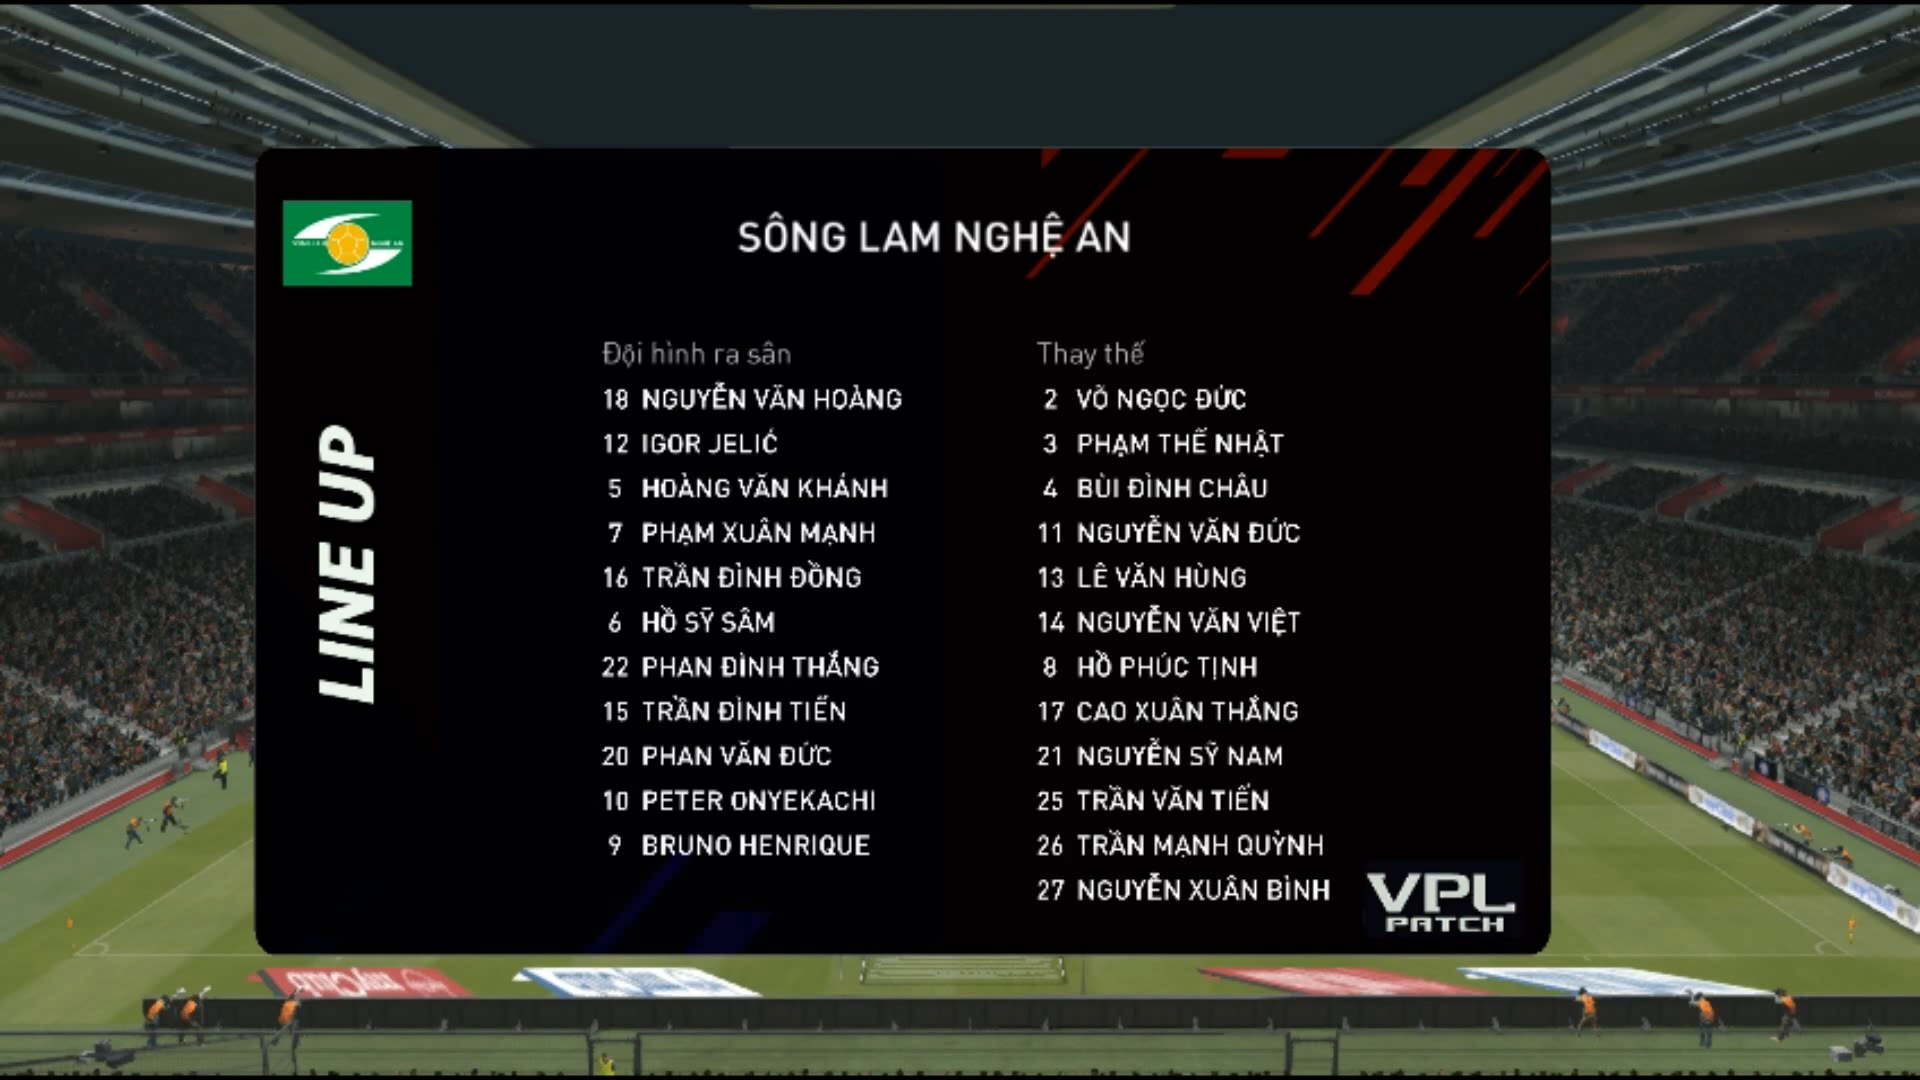 SÔNG LAM NGHỆ AN
LINE UP
Đội hình ra sân
18 NGUYỄN VĂN HOÀNG
12 IGOR JELIĆ
5 HOÀNG VĂN KHÁNH
7 PHẠM XUÂN MẠNH
16 TRẦN ĐÌNH ĐỒNG
6 HỒ SỸ SÂM
22 PHAN ĐÌNH THẮNG
15 TRẦN ĐÌNH TIẾN
20 PHAN VĂN ĐỨC
10 PETER ONYEKACHI
9 BRUNO HENRIQUE
Thay thế
2 VÕ NGỌC ĐỨC
3 PHẠM THẾ NHẬT
4 BÙI ĐÌNH CHÂU
11 NGUYỄN VĂN ĐỨC
13 LÊ VĂN HÙNG
14 NGUYỄN VĂN VIỆT
8 HỒ PHÚC TỊNH
17 CAO XUÂN THẮNG
21 NGUYỄN SỸ NAM
25 TRẦN VĂN TIẾN
26 TRẦN MẠNH QUỲNH
27 NGUYỄN XUÂN BÌNH
VPL
PATCH
myClub